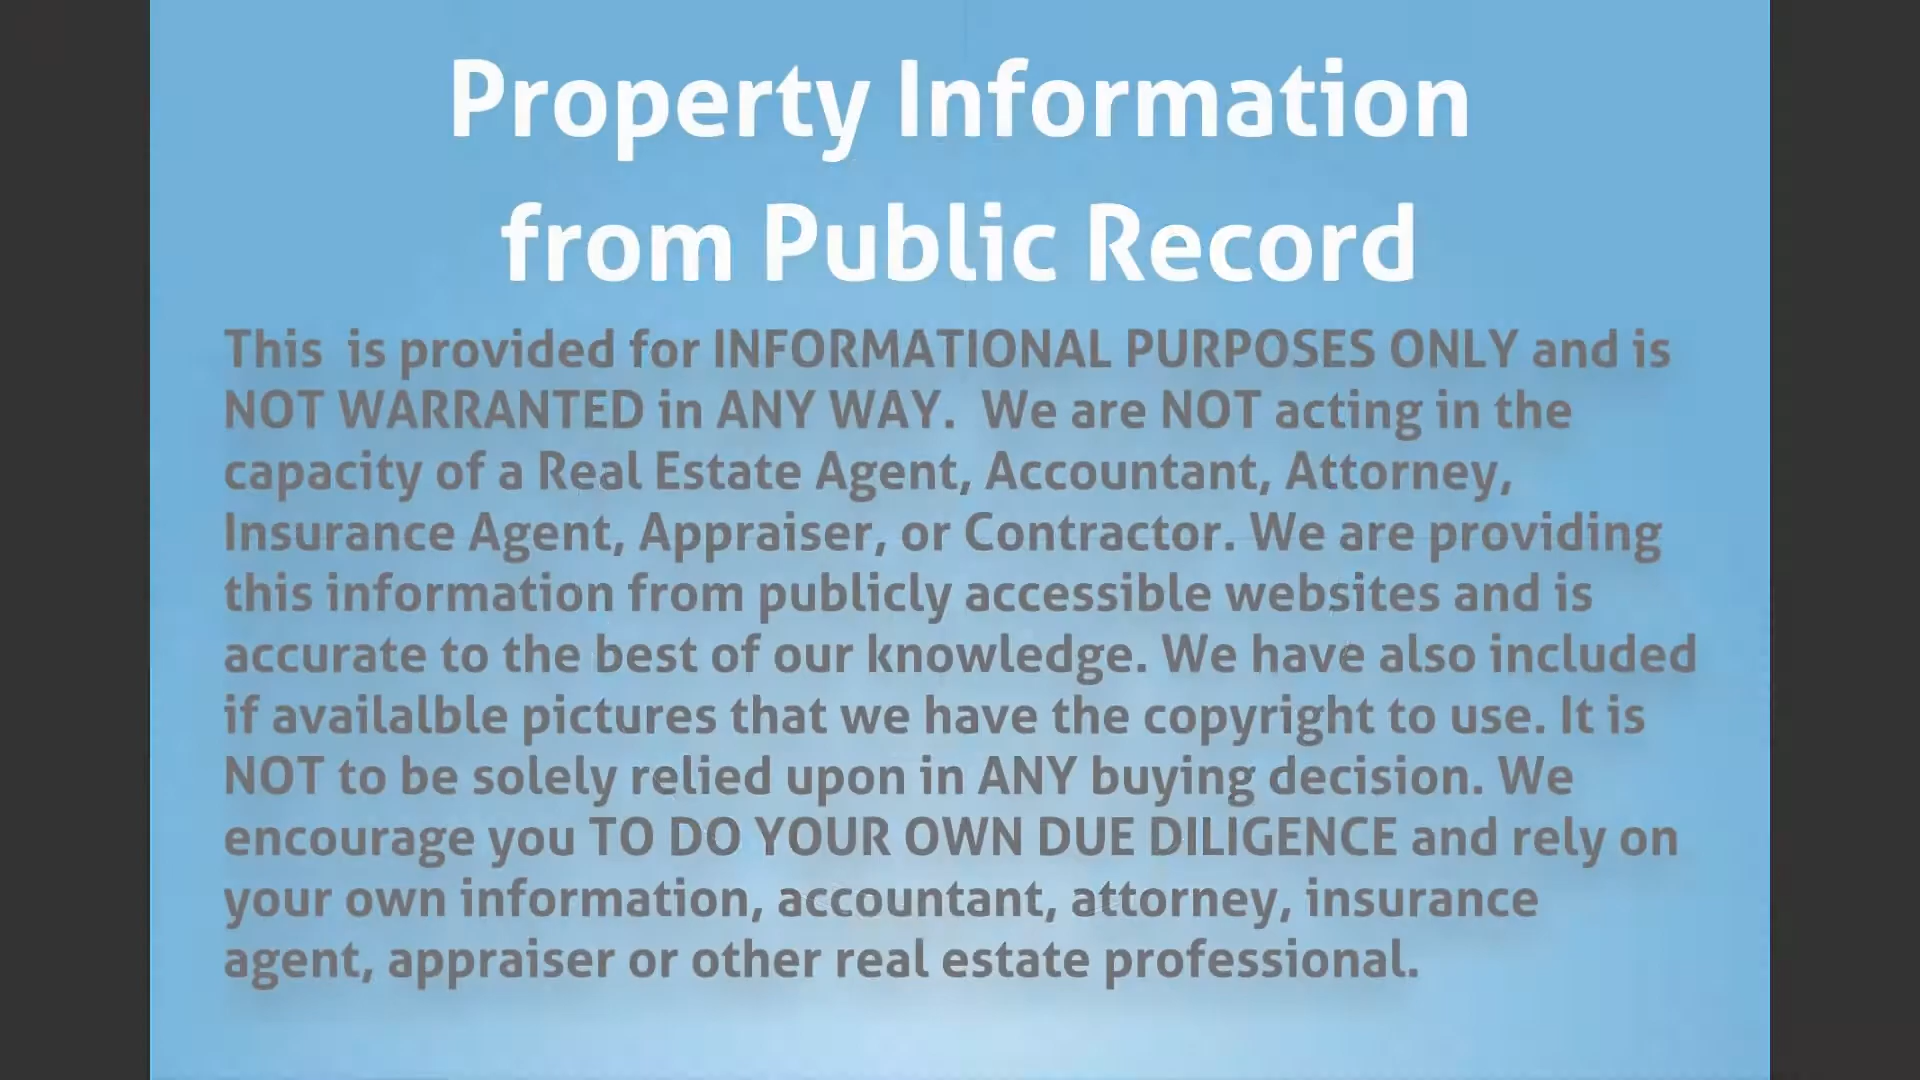 Property Information
from Public Record
This  is provided for INFORMATIONAL PURPOSES ONLY and is
NOT WARRANTED in ANY WAY.  We are NOT acting in the
capacity of a Real Estate Agent, Accountant, Attorney,
Insurance Agent, Appraiser, or Contractor. We are providing
this information from publicly accessible websites and is
accurate to the best of our knowledge. We have also included
if availalble pictures that we have the copyright to use. It is
NOT to be solely relied upon in ANY buying decision. We
encourage you TO DO YOUR OWN DUE DILIGENCE and rely on
your own information, accountant, attorney, insurance
agent, appraiser or other real estate professional.